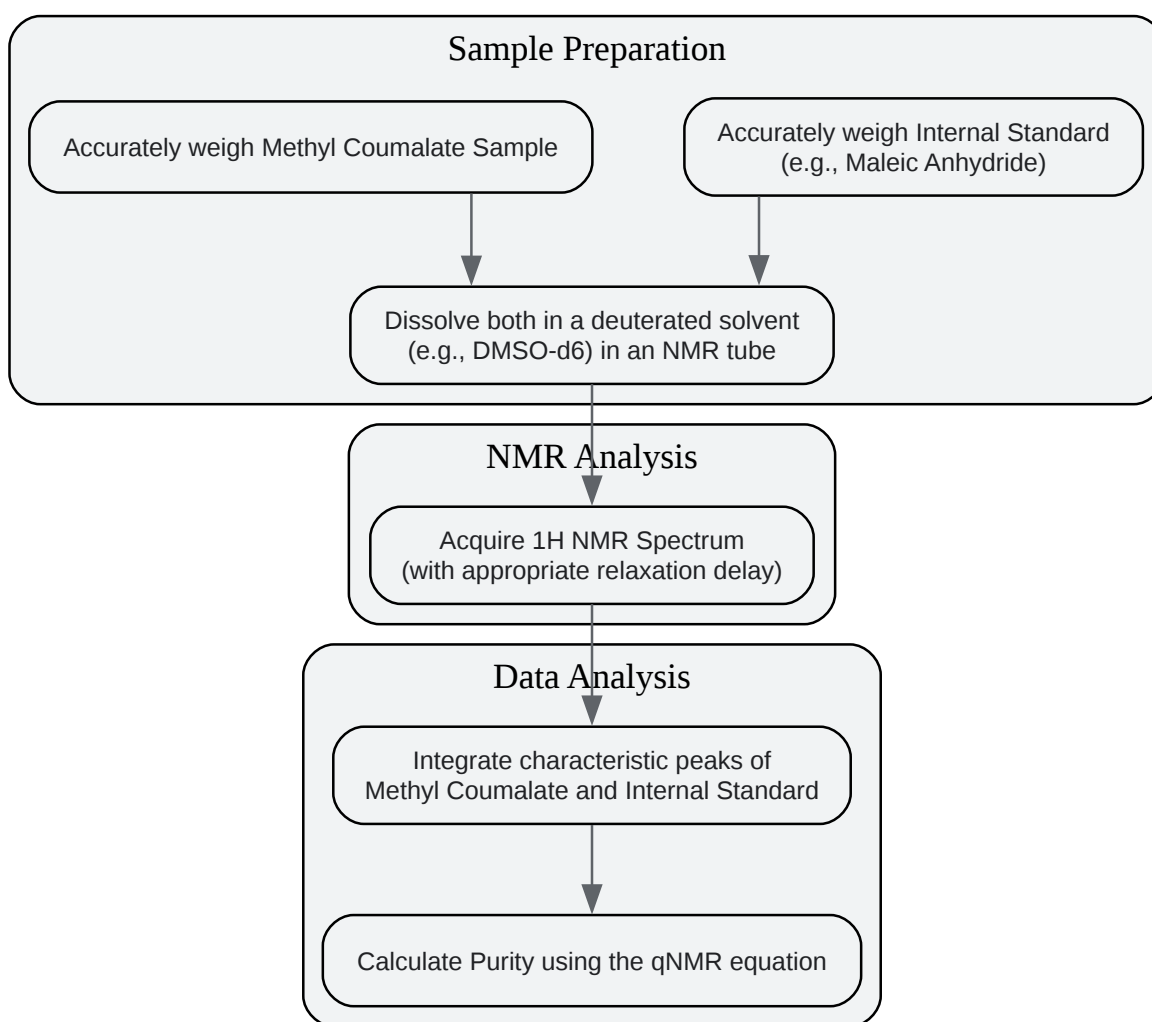 Sample Preparation
Accurately weigh Methyl Coumalate Sample
Accurately weigh Internal Standard
(e.g., Maleic Anhydride)
Dissolve both in a deuterated solvent
(e.g., DMSO-d6) in an NMR tube
NMR Analysis
Acquire 1H NMR Spectrum
(with appropriate relaxation delay)
Data Analysis
Integrate characteristic peaks of
Methyl Coumalate and Internal Standard
Calculate Purity using the qNMR equation